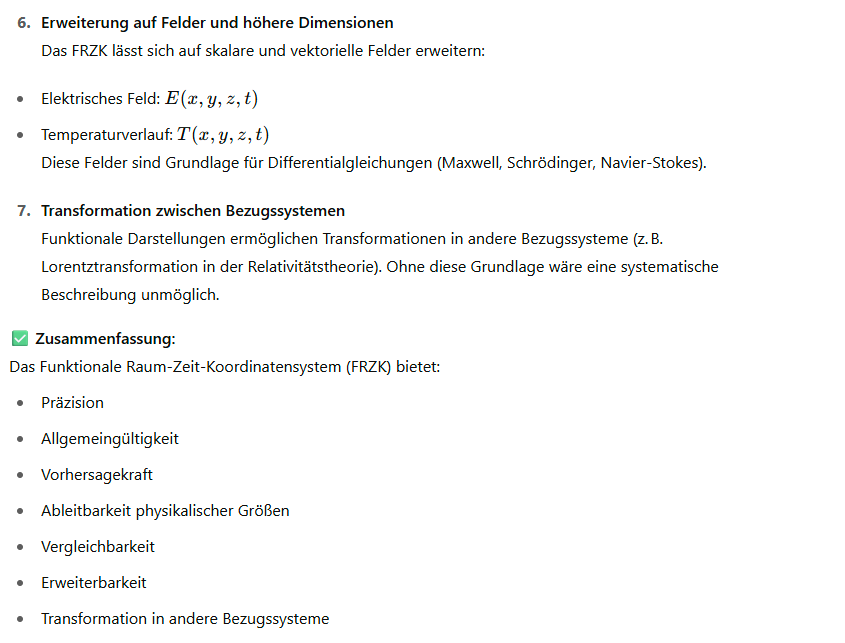 6. Erweiterung auf Felder und höhere Dimensionen
Das FRZK lässt sich auf skalare und vektorielle Felder erweitern:
• Elektrisches Feld: E(x, y, z, t)
• Temperaturverlauf: T(x, y, z, t)
Diese Felder sind Grundlage für Differentialgleichungen (Maxwell, Schrödinger, Navier-Stokes).
7. Transformation zwischen Bezugssystemen
Funktionale Darstellungen ermöglichen Transformationen in andere Bezugssysteme (z. B.
Lorentztransformation in der Relativitätstheorie). Ohne diese Grundlage wäre eine systematische
Beschreibung unmöglich.
✅ Zusammenfassung:
Das Funktionale Raum-Zeit-Koordinatensystem (FRZK) bietet:
• Präzision
• Allgemeingültigkeit
• Vorhersagekraft
• Ableitbarkeit physikalischer Größen
• Vergleichbarkeit
• Erweiterbarkeit
• Transformation in andere Bezugssysteme